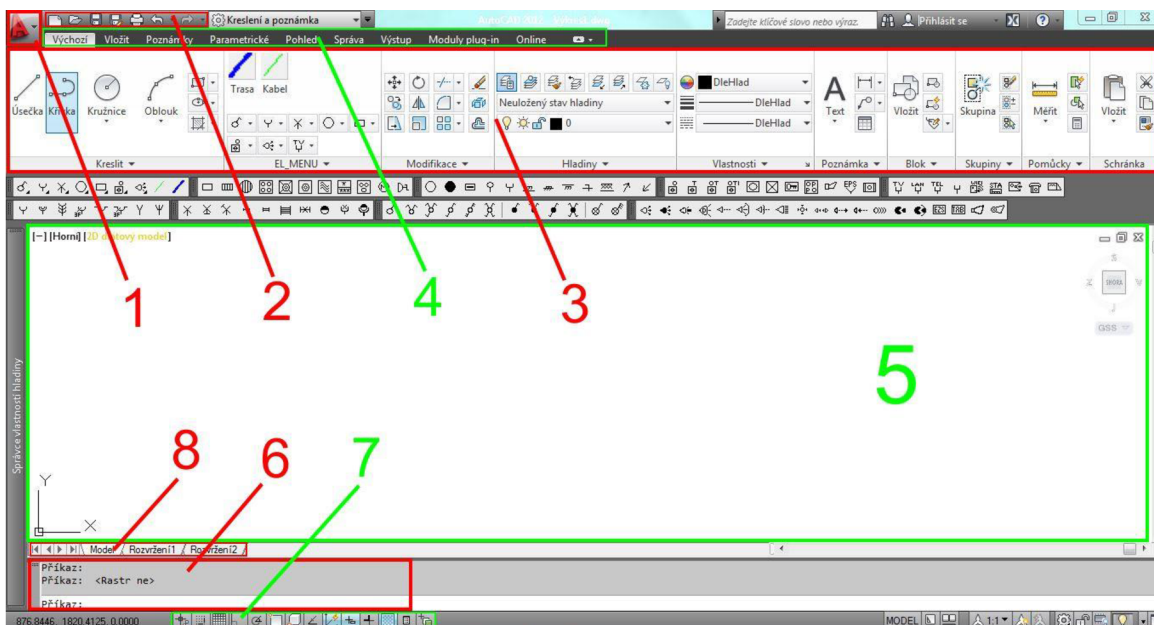 Kreslení a poznámka
AutoCAD 2012
Zadejte klíčové slovo nebo výraz.
Přihlásit se
Výchozí Vložit Poznámky Parametrické Pohled Správa Výstup Moduly plug-in Online
Trasa Kabel
Úsečka Křivka Kružnice Oblouk
Neuložený stav hladiny
0
DleHlad
DleHlad
DleHlad
Text
Vložit
Skupina
Měřit
Vložit
Kreslit
EL_MENU
Modifikace
Hladiny
Vlastnosti
Poznámka
Blok
Skupiny
Pomůcky
Schránka
[−] [Horní] [2D drátový model]
S
Z
V
J
GSS
1
2
4
3
5
8
6
7
Správce vlastností hladiny
Y
X
Model Rozvržení1 Rozvržení2
Příkaz:
Příkaz: <Rastr ne>
Příkaz:
876.8446, 1820.4125, 0.0000
MODEL
1:1